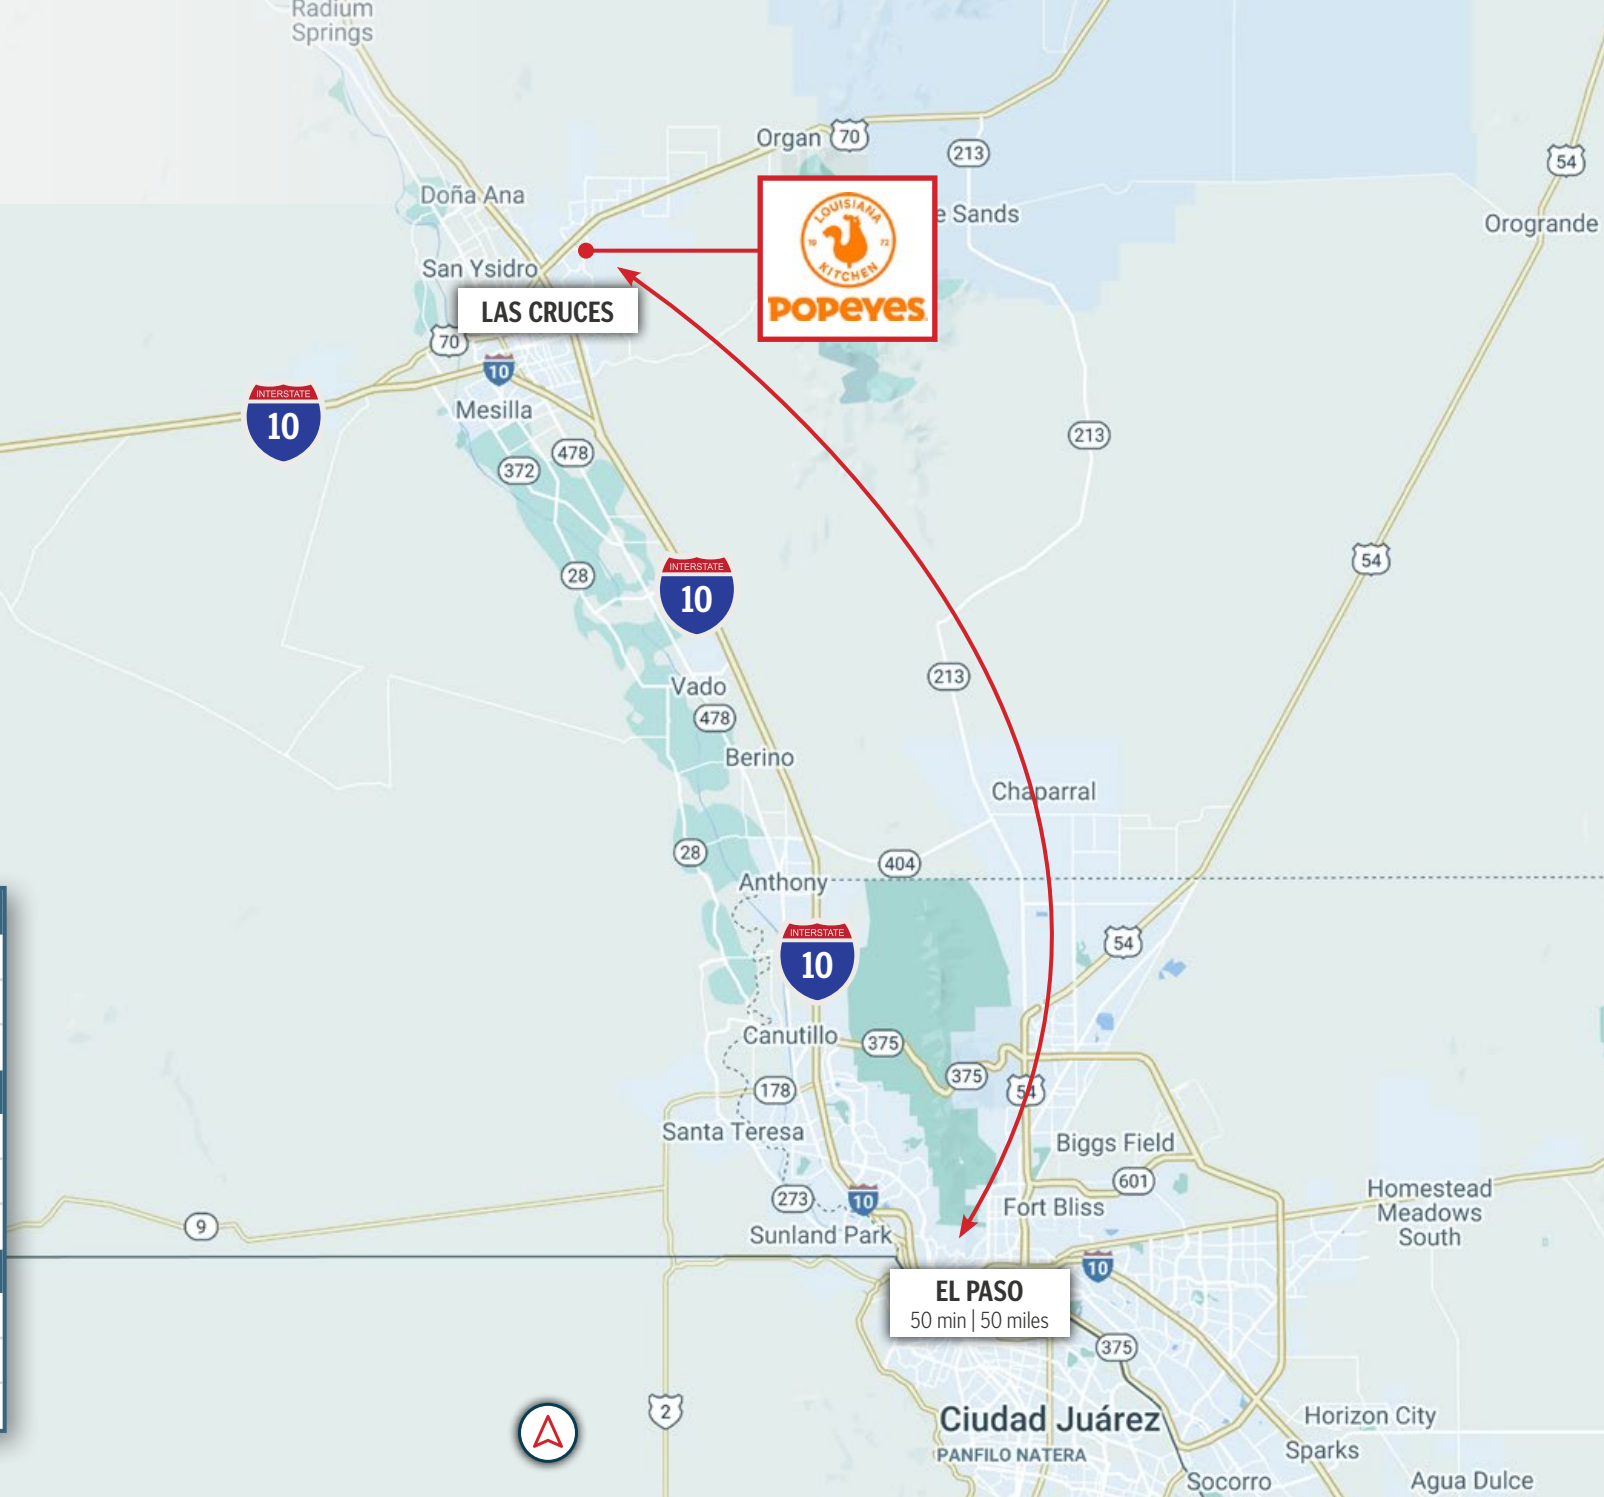 Radium
Springs
Organ
70
213
54
Doña Ana
LOUISIANA
19 72
KITCHEN
POPEYES
e Sands
Orogrande
San Ysidro
LAS CRUCES
70
10
INTERSTATE
10
Mesilla
213
478
372
54
28
INTERSTATE
10
213
Vado
478
Berino
Chaparral
28
404
Anthony
INTERSTATE
10
54
Canutillo
375
375
178
54
Santa Teresa
Biggs Field
601
273
10
Fort Bliss
Homestead
Meadows
South
9
Sunland Park
10
EL PASO
50 min | 50 miles
375
2
Ciudad Juárez
PANFILO NATERA
Horizon City
Sparks
Socorro
Agua Dulce